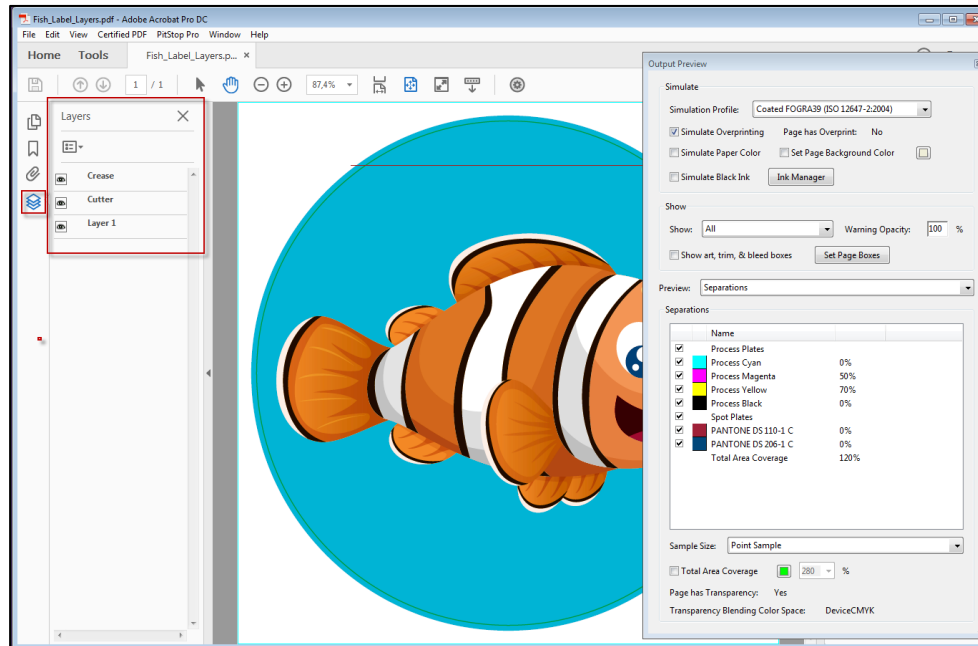 Fish_Label_Layers.pdf - Adobe Acrobat Pro DC
File Edit View Certified PDF PitStop Pro Window Help
Home Tools Fish_Label_Layers.p... ×
1 / 1 87,4%
Layers
Crease
Cutter
Layer 1
Output Preview
Simulate
Simulation Profile: Coated FOGRA39 (ISO 12647-2:2004)
Simulate Overprinting Page has Overprint: No
Simulate Paper Color Set Page Background Color
Simulate Black Ink Ink Manager
Show
Show: All Warning Opacity: 100 %
Show art, trim, & bleed boxes Set Page Boxes
Preview: Separations
Separations
Name
Process Plates
Process Cyan 0%
Process Magenta 50%
Process Yellow 70%
Process Black 0%
Spot Plates
PANTONE DS 110-1 C 0%
PANTONE DS 206-1 C 0%
Total Area Coverage 120%
Sample Size: Point Sample
Total Area Coverage 280 %
Page has Transparency: Yes
Transparency Blending Color Space: DeviceCMYK